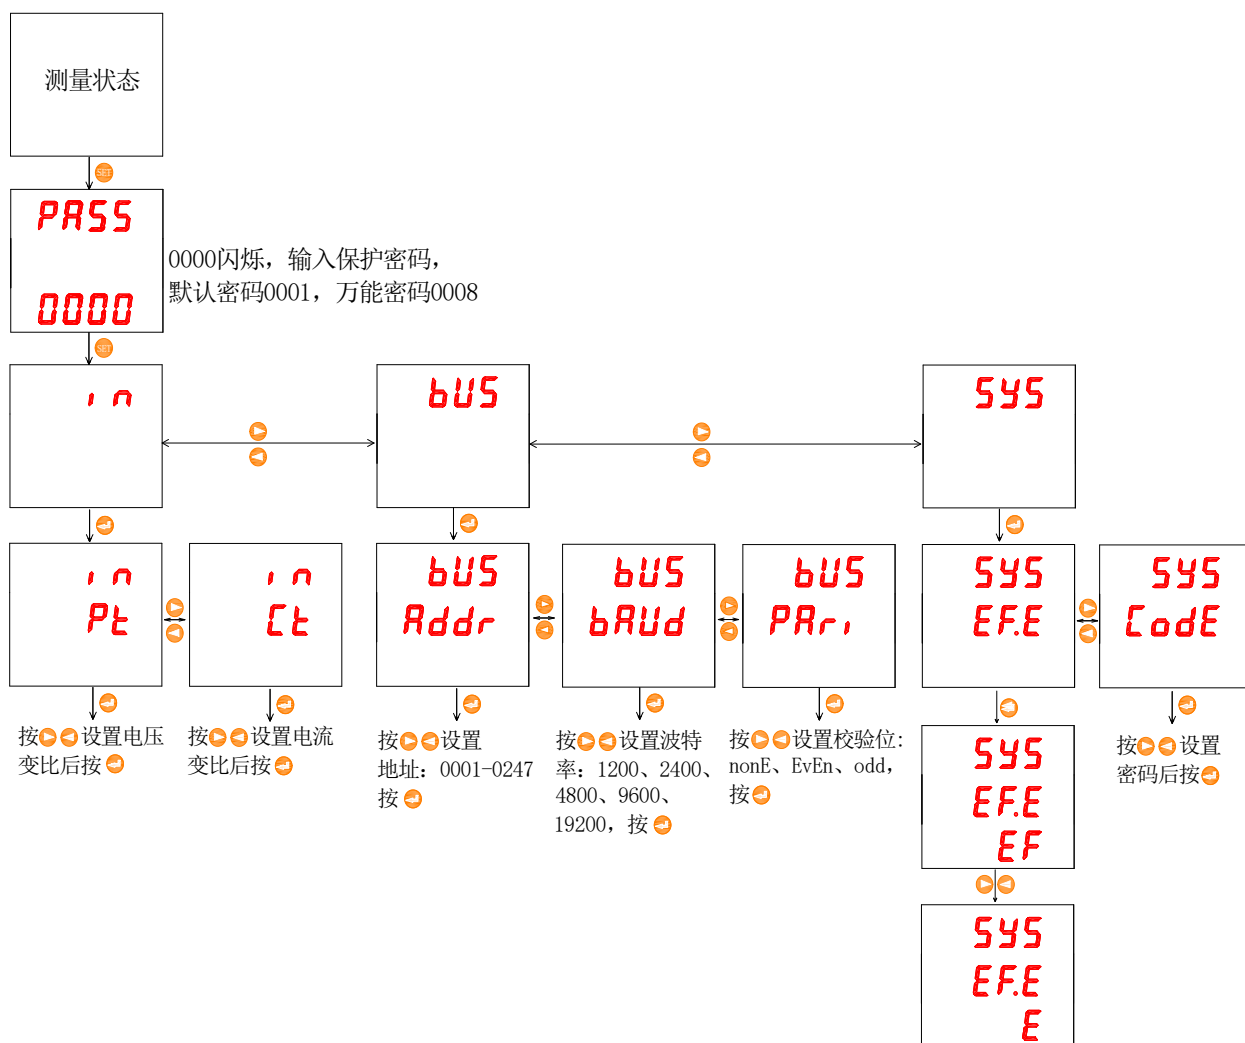 测量状态
SET
PASS
0000
0000闪烁，输入保护密码，
默认密码0001，万能密码0008
SET
in
bUS
SYS
in
Pt
in
Ct
bUS
Addr
bUS
bAUd
bUS
PAri
SYS
EF.E
SYS
CodE
按设置电压
变比后按
按设置电流
变比后按
按设置
地址：0001-0247
按
按设置波特
率：1200、2400、
4800、9600、
19200，按
按设置校验位：
nonE、EvEn、odd，
按
SYS
EF.E
EF
按设置
密码后按
SYS
EF.E
E